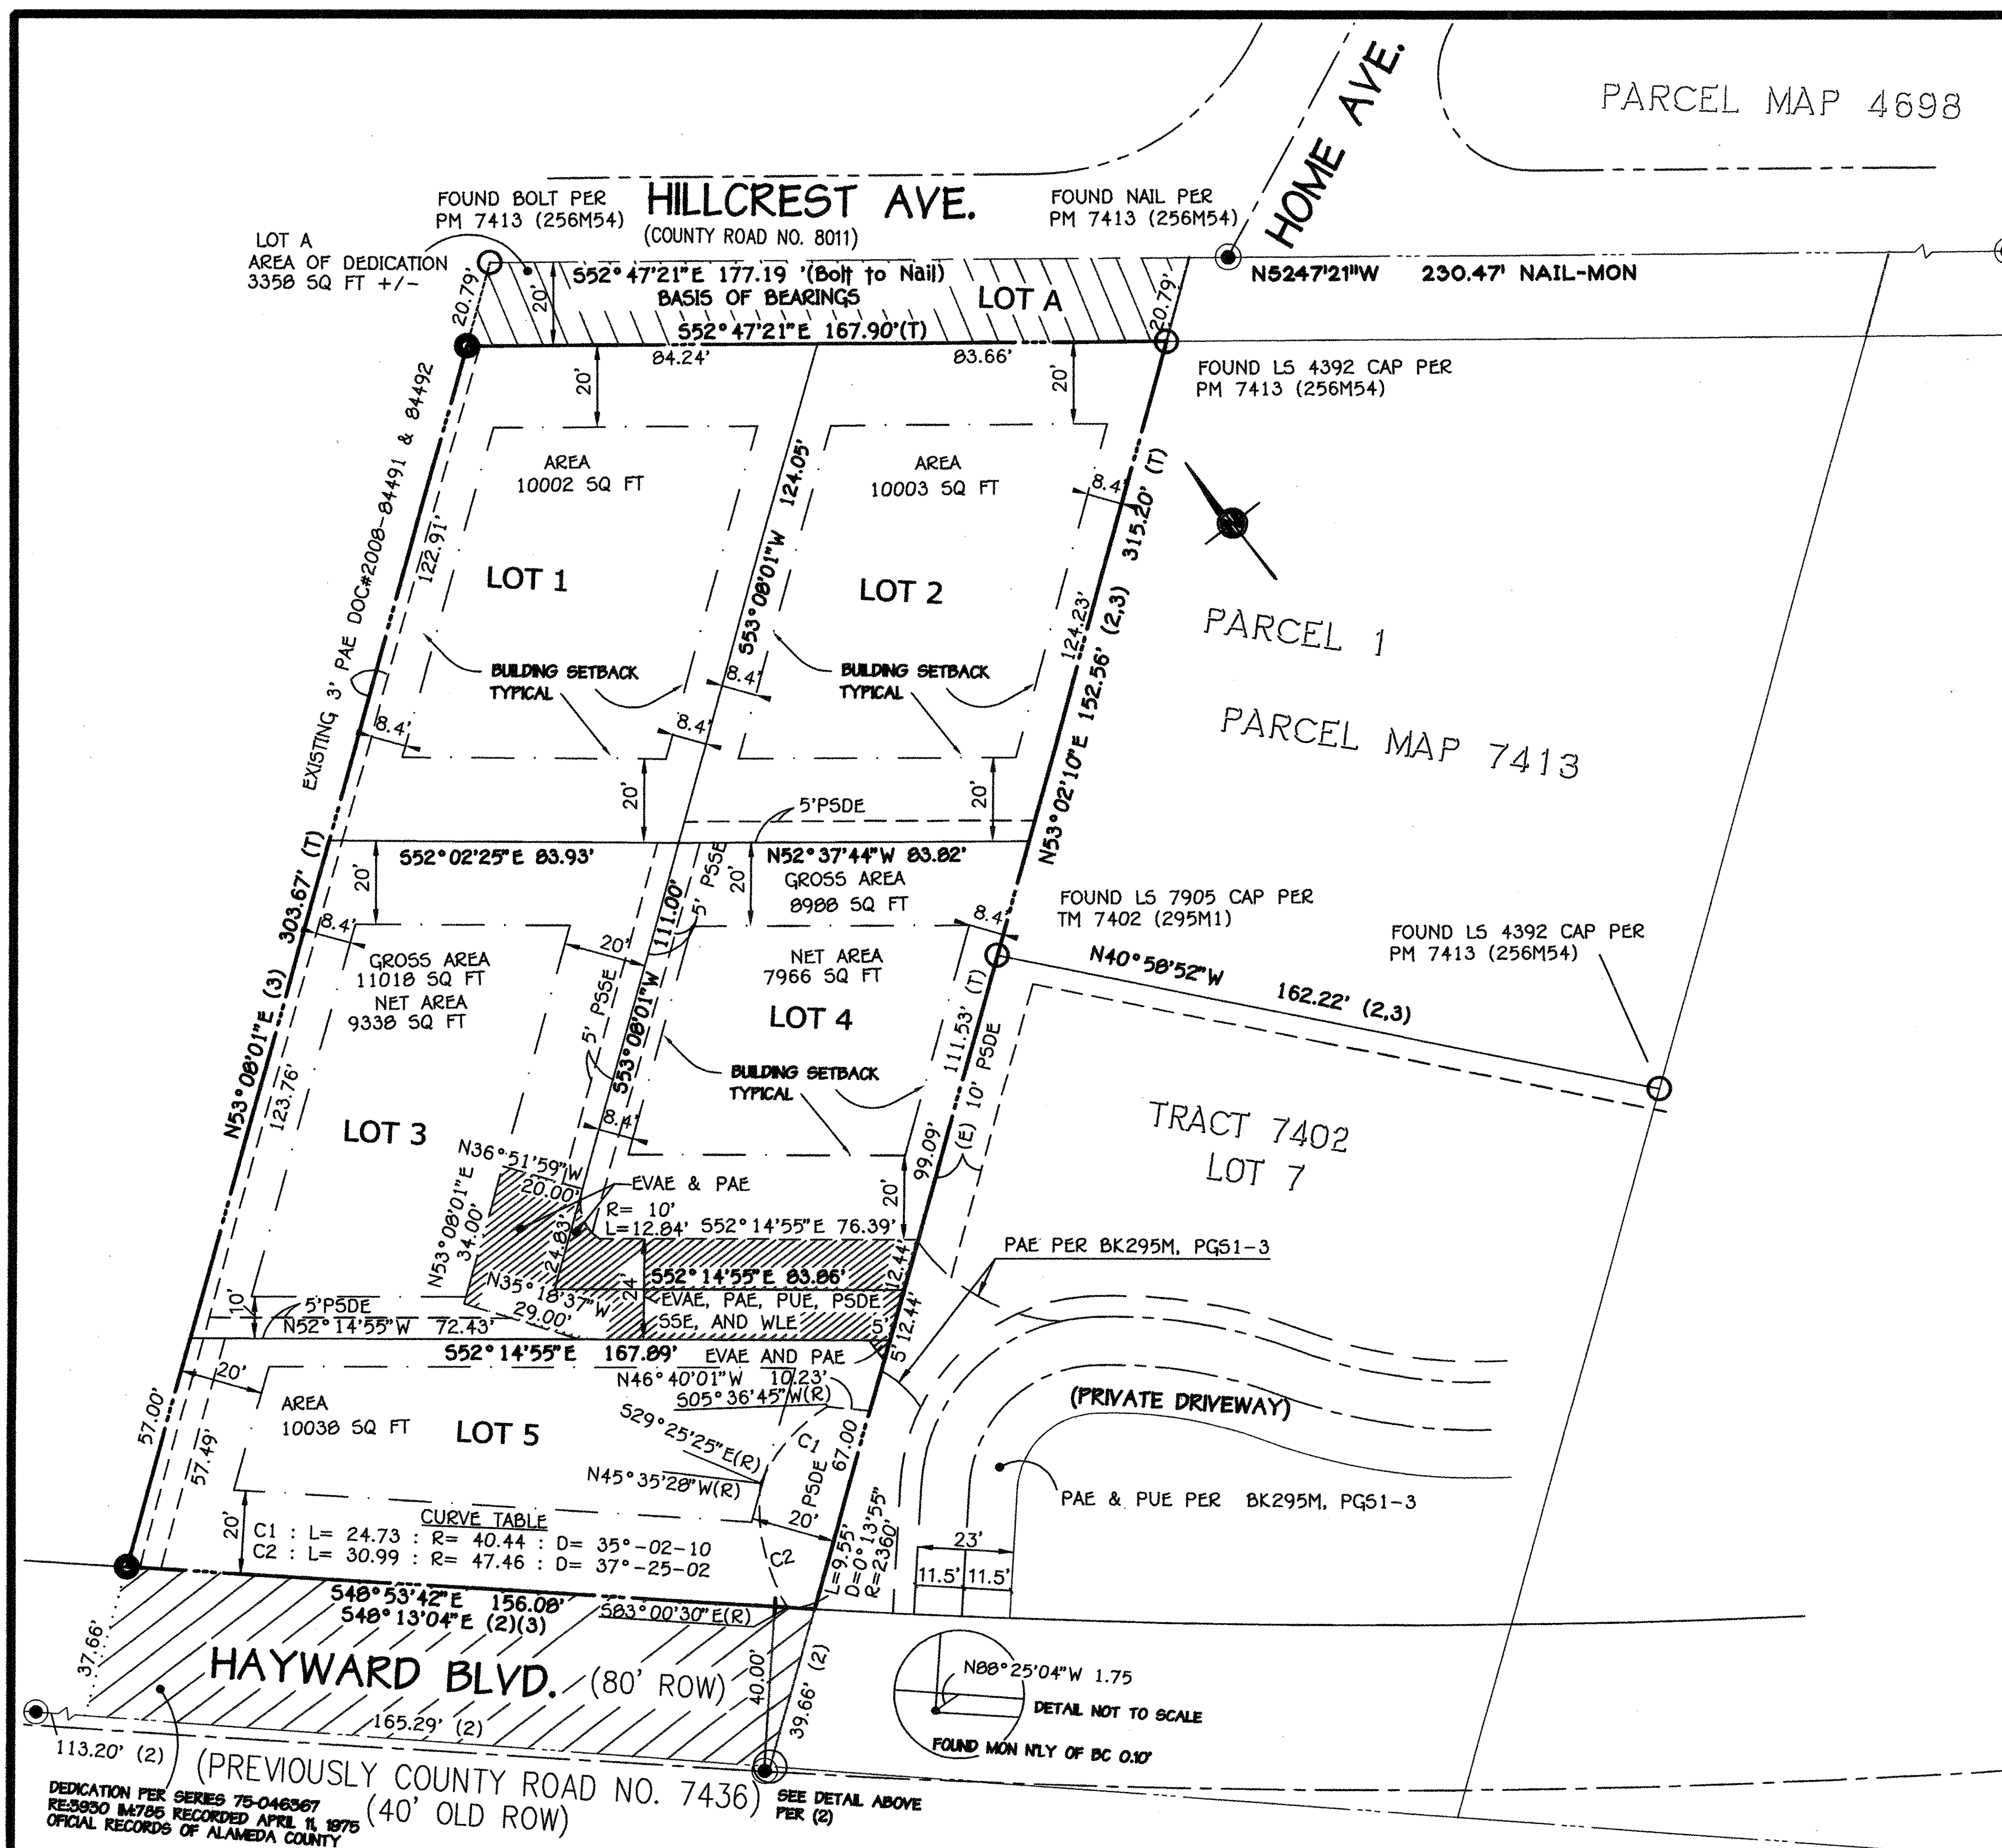 PARCEL MAP 4698
HOME AVE.
FOUND BOLT PER
PM 7413 (256M54)
HILLCREST AVE.
(COUNTY ROAD NO. 8011)
FOUND NAIL PER
PM 7413 (256M54)
LOT A
AREA OF DEDICATION
3358 SQ FT +/-
20.79'
20'
S52°47'21"E 177.19 '(Bolt to Nail)
BASIS OF BEARINGS
LOT A
20.79'
N5247'21"W 230.47' NAIL-MON
S52°47'21"E 167.90'(T)
84.24'
83.66'
20'
20'
FOUND LS 4392 CAP PER
PM 7413 (256M54)
EXISTING 3' PAE DOC#2008-84491 & 84492
122.91'
AREA
10002 SQ FT
LOT 1
S53°08'01"W 124.05'
AREA
10003 SQ FT
LOT 2
8.4'
N53°02'10"E 152.56' (2,3) 315.20' (T)
124.23'
PARCEL 1
PARCEL MAP 7413
BUILDING SETBACK
TYPICAL
8.4'
BUILDING SETBACK
TYPICAL
8.4'
8.4'
20'
20'
5'PSDE
S52°02'25"E 83.93'
N52°37'44"W 83.82'
20'
20'
5' PSSE
GROSS AREA
8988 SQ FT
N53°08'01"E (3) 303.67' (T)
8.4'
GROSS AREA
11018 SQ FT
NET AREA
9338 SQ FT
20'
S53°08'01"W 111.00'
5' PSSE
NET AREA
7966 SQ FT
8.4'
LOT 4
FOUND LS 7905 CAP PER
TM 7402 (295M1)
FOUND LS 4392 CAP PER
PM 7413 (256M54)
N40°58'52"W 162.22' (2,3)
111.53' (T)
(E) 10' PSDE
123.76'
LOT 3
BUILDING SETBACK
TYPICAL
8.4'
99.09'
TRACT 7402
LOT 7
N36°51'59"W
20.00'
EVAE & PAE
N53°08'01"E
34.00'
24.83'
R= 10'
L=12.84'
S52°14'55"E 76.39'
20'
PAE PER BK295M, PGS1-3
N35°18'37"W
29.00'
24'
S52°14'55"E 83.86'
12.44'
EVAE, PAE, PUE, PSDE
SSE, AND WLE
5'
12.44'
5'
10'
5'PSDE
N52°14'55"W 72.43'
S52°14'55"E 167.89'
EVAE AND PAE
N46°40'01"W 10.23'
S05°36'45"W(R)
20'
57.00'
57.49'
AREA
10038 SQ FT
LOT 5
S29°25'25"E(R)
N45°35'28"W(R)
C1
67.00
PSDE
20'
C2
(PRIVATE DRIVEWAY)
PAE & PUE PER BK295M, PGS1-3
20'
CURVE TABLE
C1 : L= 24.73 : R= 40.44 : D= 35°-02-10
C2 : L= 30.99 : R= 47.46 : D= 37°-25-02
L=9.55'
D=0°13'55"
R=2360'
23'
11.5'
11.5'
S48°53'42"E 156.08'
S48°13'04"E (2)(3)
S83°00'30"E(R)
37.66'
HAYWARD BLVD. (80' ROW)
40.00'
39.66' (2)
165.29' (2)
113.20' (2)
N88°25'04"W 1.75
DETAIL NOT TO SCALE
FOUND MON N'LY OF BC 0.10'
(PREVIOUSLY COUNTY ROAD NO. 7436)
(40' OLD ROW)
SEE DETAIL ABOVE
PER (2)
DEDICATION PER SERIES 75-046367
RE:3930 IM:785 RECORDED APRIL 11, 1975
OFICIAL RECORDS OF ALAMEDA COUNTY